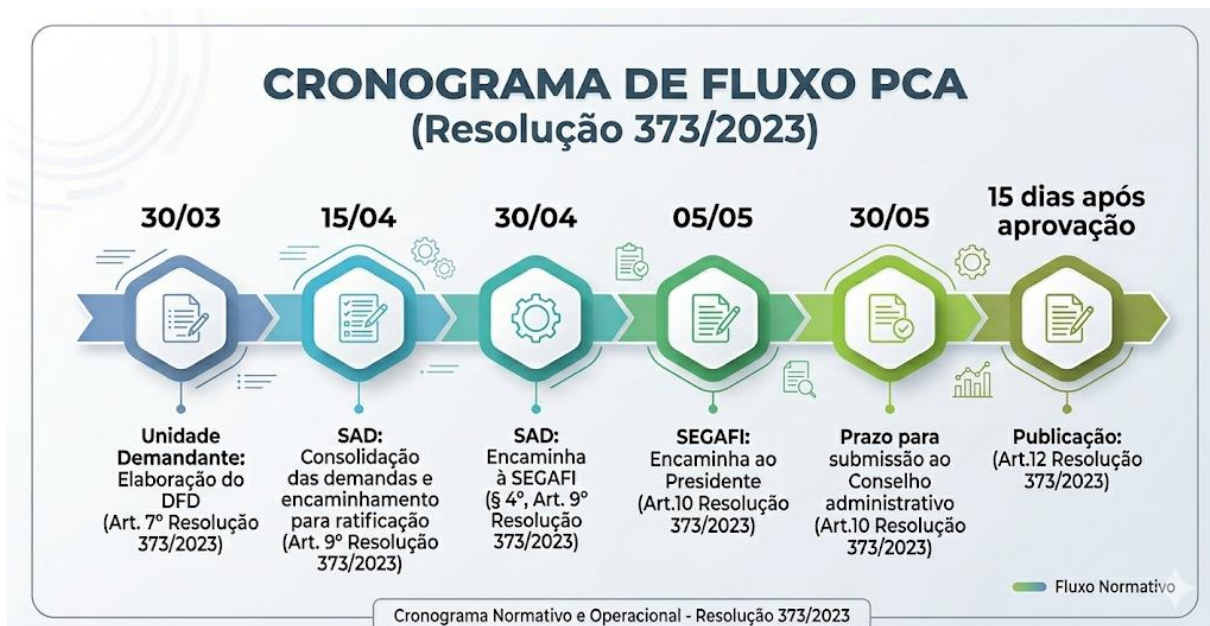 CRONOGRAMA DE FLUXO PCA
(Resolução 373/2023)
30/03
15/04
30/04
05/05
30/05
15 dias após
aprovação
Unidade
Demandante:
Elaboração do
DFD
(Art. 7º Resolução
373/2023)
SAD:
Consolidação
das demandas e
encaminhamento
para ratificação
(Art. 9º Resolução
373/2023)
SAD:
Encaminha
à SEGAFI
(§ 4º, Art. 9º
Resolução
373/2023)
SEGAFI:
Encaminha ao
Presidente
(Art.10 Resolução
373/2023)
Prazo para
submissão ao
Conselho
administrativo
(Art.10 Resolução
373/2023)
Publicação:
(Art.12 Resolução
373/2023)
Fluxo Normativo
Cronograma Normativo e Operacional - Resolução 373/2023